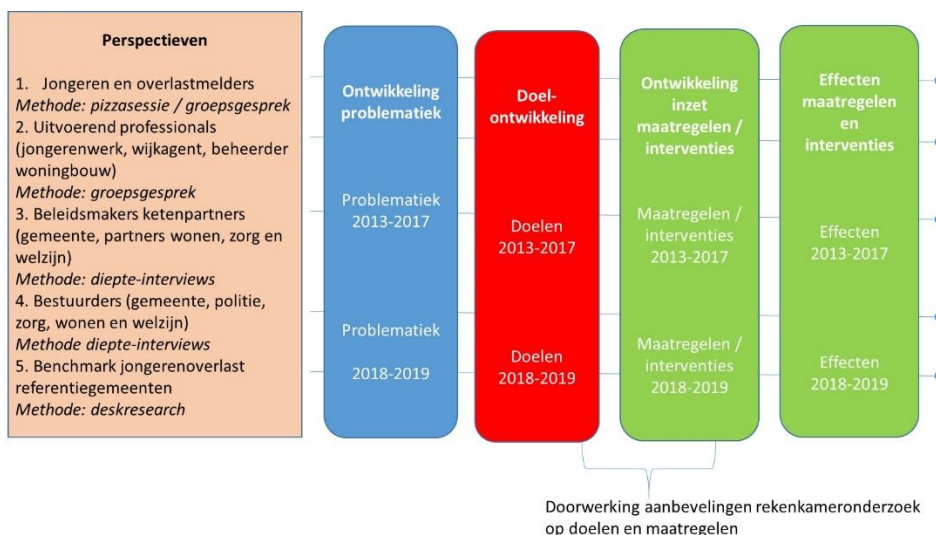 Perspectieven
1. Jongeren en overlastmelders
Methode: pizzasessie / groepsgesprek
2. Uitvoerend professionals
(jongerenwerk, wijkagent, beheerder
woningbouw)
Methode: groepsgesprek
3. Beleidsmakers ketenpartners
(gemeente, partners wonen, zorg en
welzijn)
Methode: diepte-interviews
4. Bestuurders (gemeente, politie,
zorg, wonen en welzijn)
Methode diepte-interviews
5. Benchmark jongerenoverlast
referentiegemeenten
Methode: deskresearch
Ontwikkeling
problematiek
Problematiek
2013-2017
Problematiek
2018-2019
Doel-
ontwikkeling
Doelen
2013-2017
Doelen
2018-2019
Ontwikkeling
inzet
maatregelen /
interventies
Maatregelen /
interventies
2013-2017
Maatregelen /
interventies
2018-2019
Effecten
maatregelen
en
interventies
Effecten
2013-2017
Effecten
2018-2019
Doorwerking aanbevelingen rekenkameronderzoek
op doelen en maatregelen